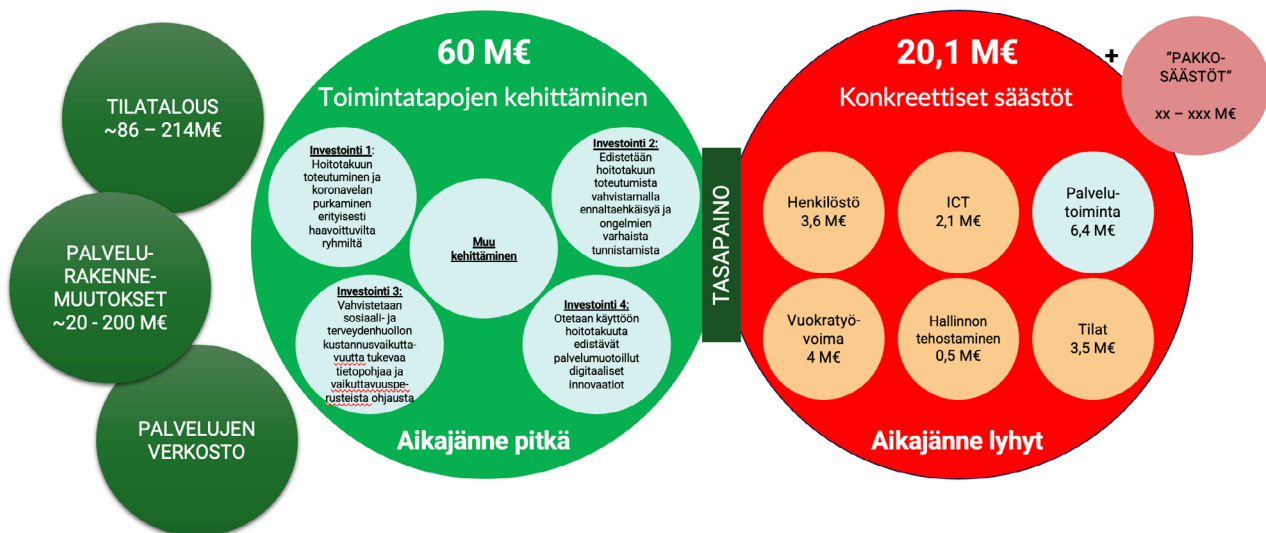 TILATALOUS
~86 – 214M€
PALVELU-
RAKENNE-
MUUTOKSET
~20 - 200 M€
PALVELUJEN
VERKOSTO
60 M€
Toimintatapojen kehittäminen
Investointi 1:
Hoitotakuun
toteutuminen ja
koronavelan
purkaminen
erityisesti
haavoittuvilta
ryhmiltä
Investointi 2:
Edistetään
hoitotakuun
toteutumista
vahvistamalla
ennaltaehkäisyä ja
ongelmien
varhaista
tunnistamista
Muu
kehittäminen
Investointi 3:
Vahvistetaan
sosiaali- ja
terveydenhuollon
kustannusvaikutta-
vuutta tukevaa
tietopohjaa ja
vaikuttavuuspe-
rusteista ohjausta
Investointi 4:
Otetaan käyttöön
hoitotakuuta
edistävät
palvelumuotoillut
digitaaliset
innovaatiot
Aikajänne pitkä
TASAPAINO
20,1 M€
Konkreettiset säästöt
Henkilöstö
3,6 M€
ICT
2,1 M€
Palvelu-
toiminta
6,4 M€
Vuokratyö-
voima
4 M€
Hallinnon
tehostaminen
0,5 M€
Tilat
3,5 M€
Aikajänne lyhyt
+
"PAKKO-
SÄÄSTÖT"
xx – xxx M€